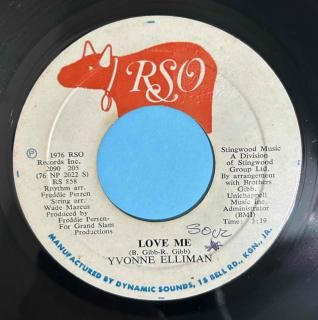 RSO
℗ 1976 RSO
Records Inc.
2090 205
(76 NP 2022 S)
RS 858
Rhythm arr.
Freddie Perren
String arr.
Wade Marcus
Produced by
Freddie Perren-
For Grand Slam
Productions
Stingwood Music
A Division
of Stingwood
Group Ltd.
By arrangement
with Brothers
Gibb.
Unichappell
Music Inc.
Administrator
(BMI)
Time: 3:19
Soul
LOVE ME
(B. Gibb-R. Gibb)
YVONNE ELLIMAN
MANUFACTURED BY DYNAMIC SOUNDS, 15 BELL RD., KGN., JA.